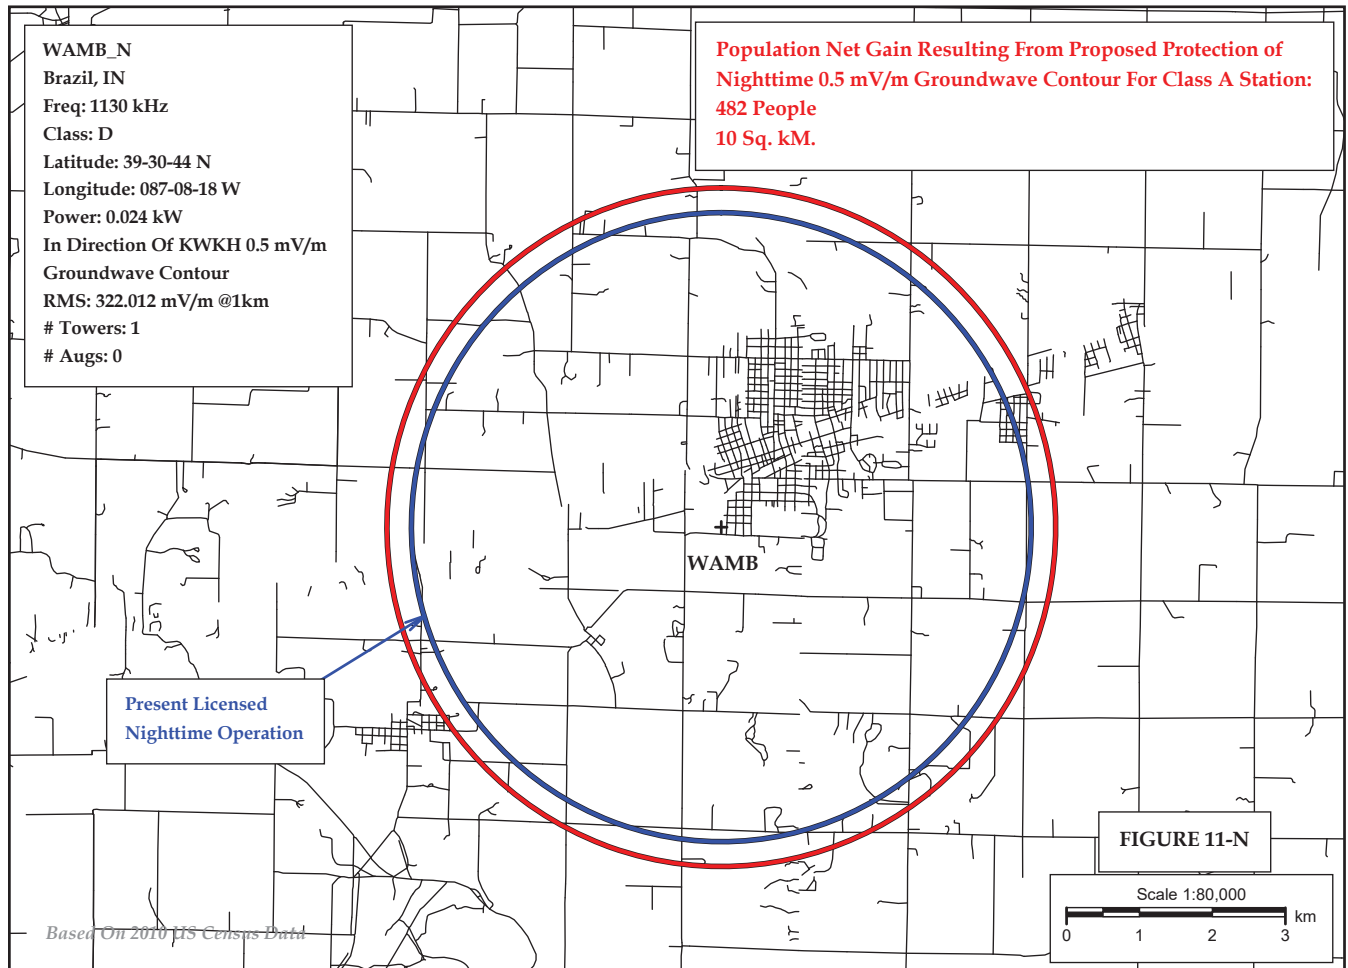 WAMB_N
Brazil, IN
Freq: 1130 kHz
Class: D
Latitude: 39-30-44 N
Longitude: 087-08-18 W
Power: 0.024 kW
In Direction Of KWKH 0.5 mV/m
Groundwave Contour
RMS: 322.012 mV/m @1km
# Towers: 1
# Augs: 0
Population Net Gain Resulting From Proposed Protection of
Nighttime 0.5 mV/m Groundwave Contour For Class A Station:
482 People
10 Sq. kM.
WAMB
Present Licensed
Nighttime Operation
FIGURE 11-N
Scale 1:80,000
km
0 1 2 3
Based On 2010 US Census Data